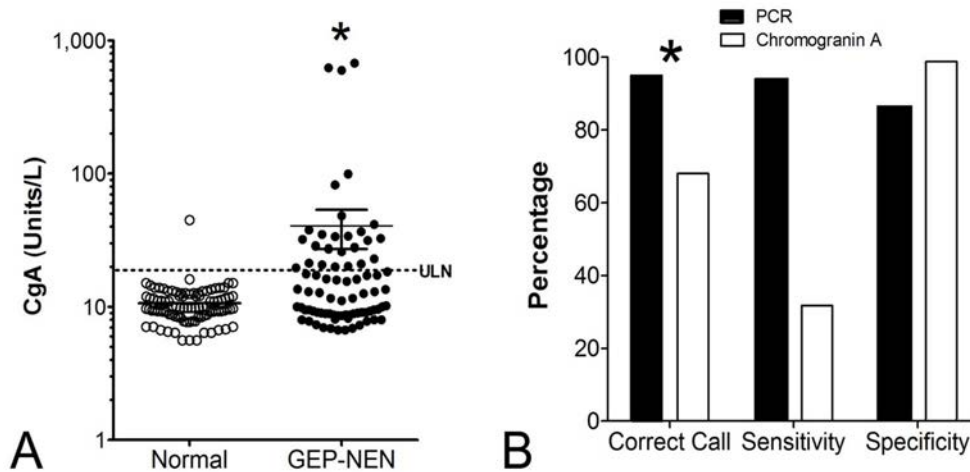 CgA (Units/L)
1,000
100
10
1
*
ULN
Normal
GEP-NEN
A
PCR
Chromogranin A
Percentage
100
80
60
40
20
0
*
Correct Call
Sensitivity
Specificity
B